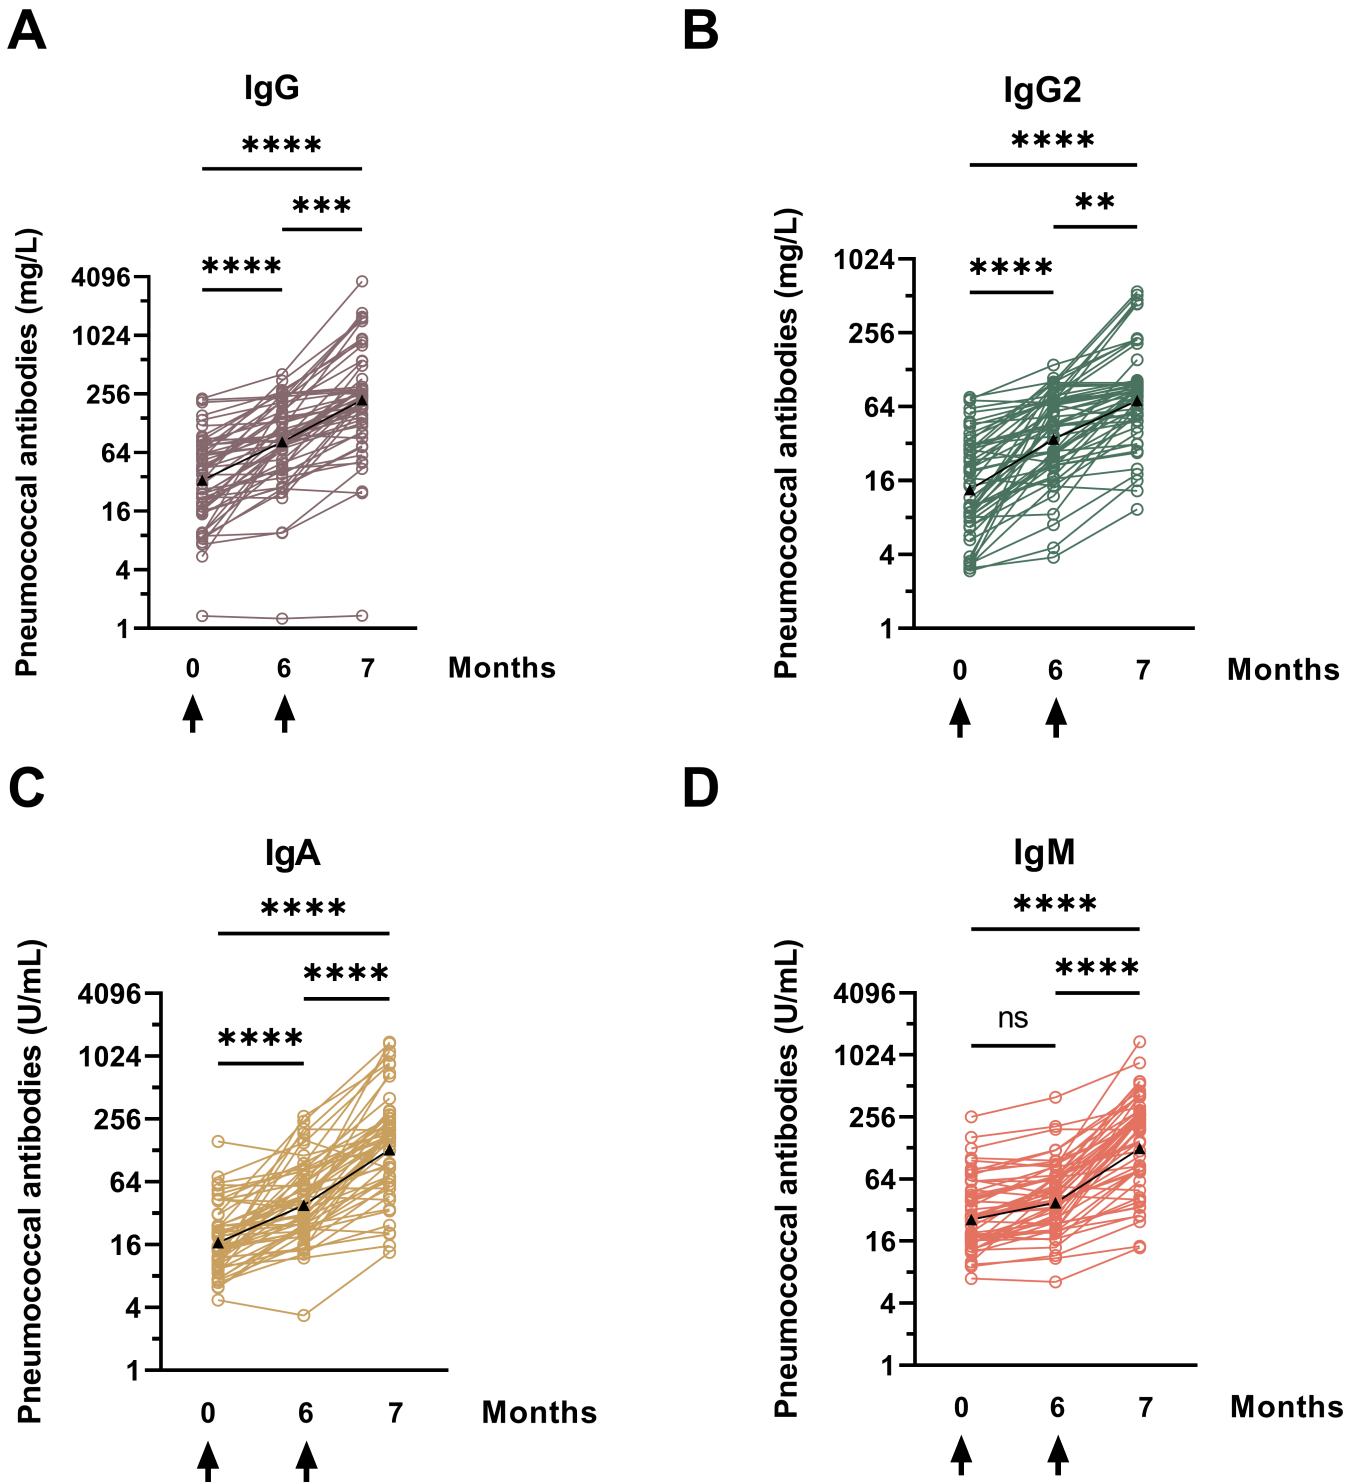 A
IgG
****
***
****
Pneumococcal antibodies (mg/L)
4096
1024
256
64
16
4
1
0 6 7 Months
B
IgG2
****
**
****
Pneumococcal antibodies (mg/L)
1024
256
64
16
4
1
0 6 7 Months
C
IgA
****
****
****
Pneumococcal antibodies (U/mL)
4096
1024
256
64
16
4
1
0 6 7 Months
D
IgM
****
****
ns
Pneumococcal antibodies (U/mL)
4096
1024
256
64
16
4
1
0 6 7 Months